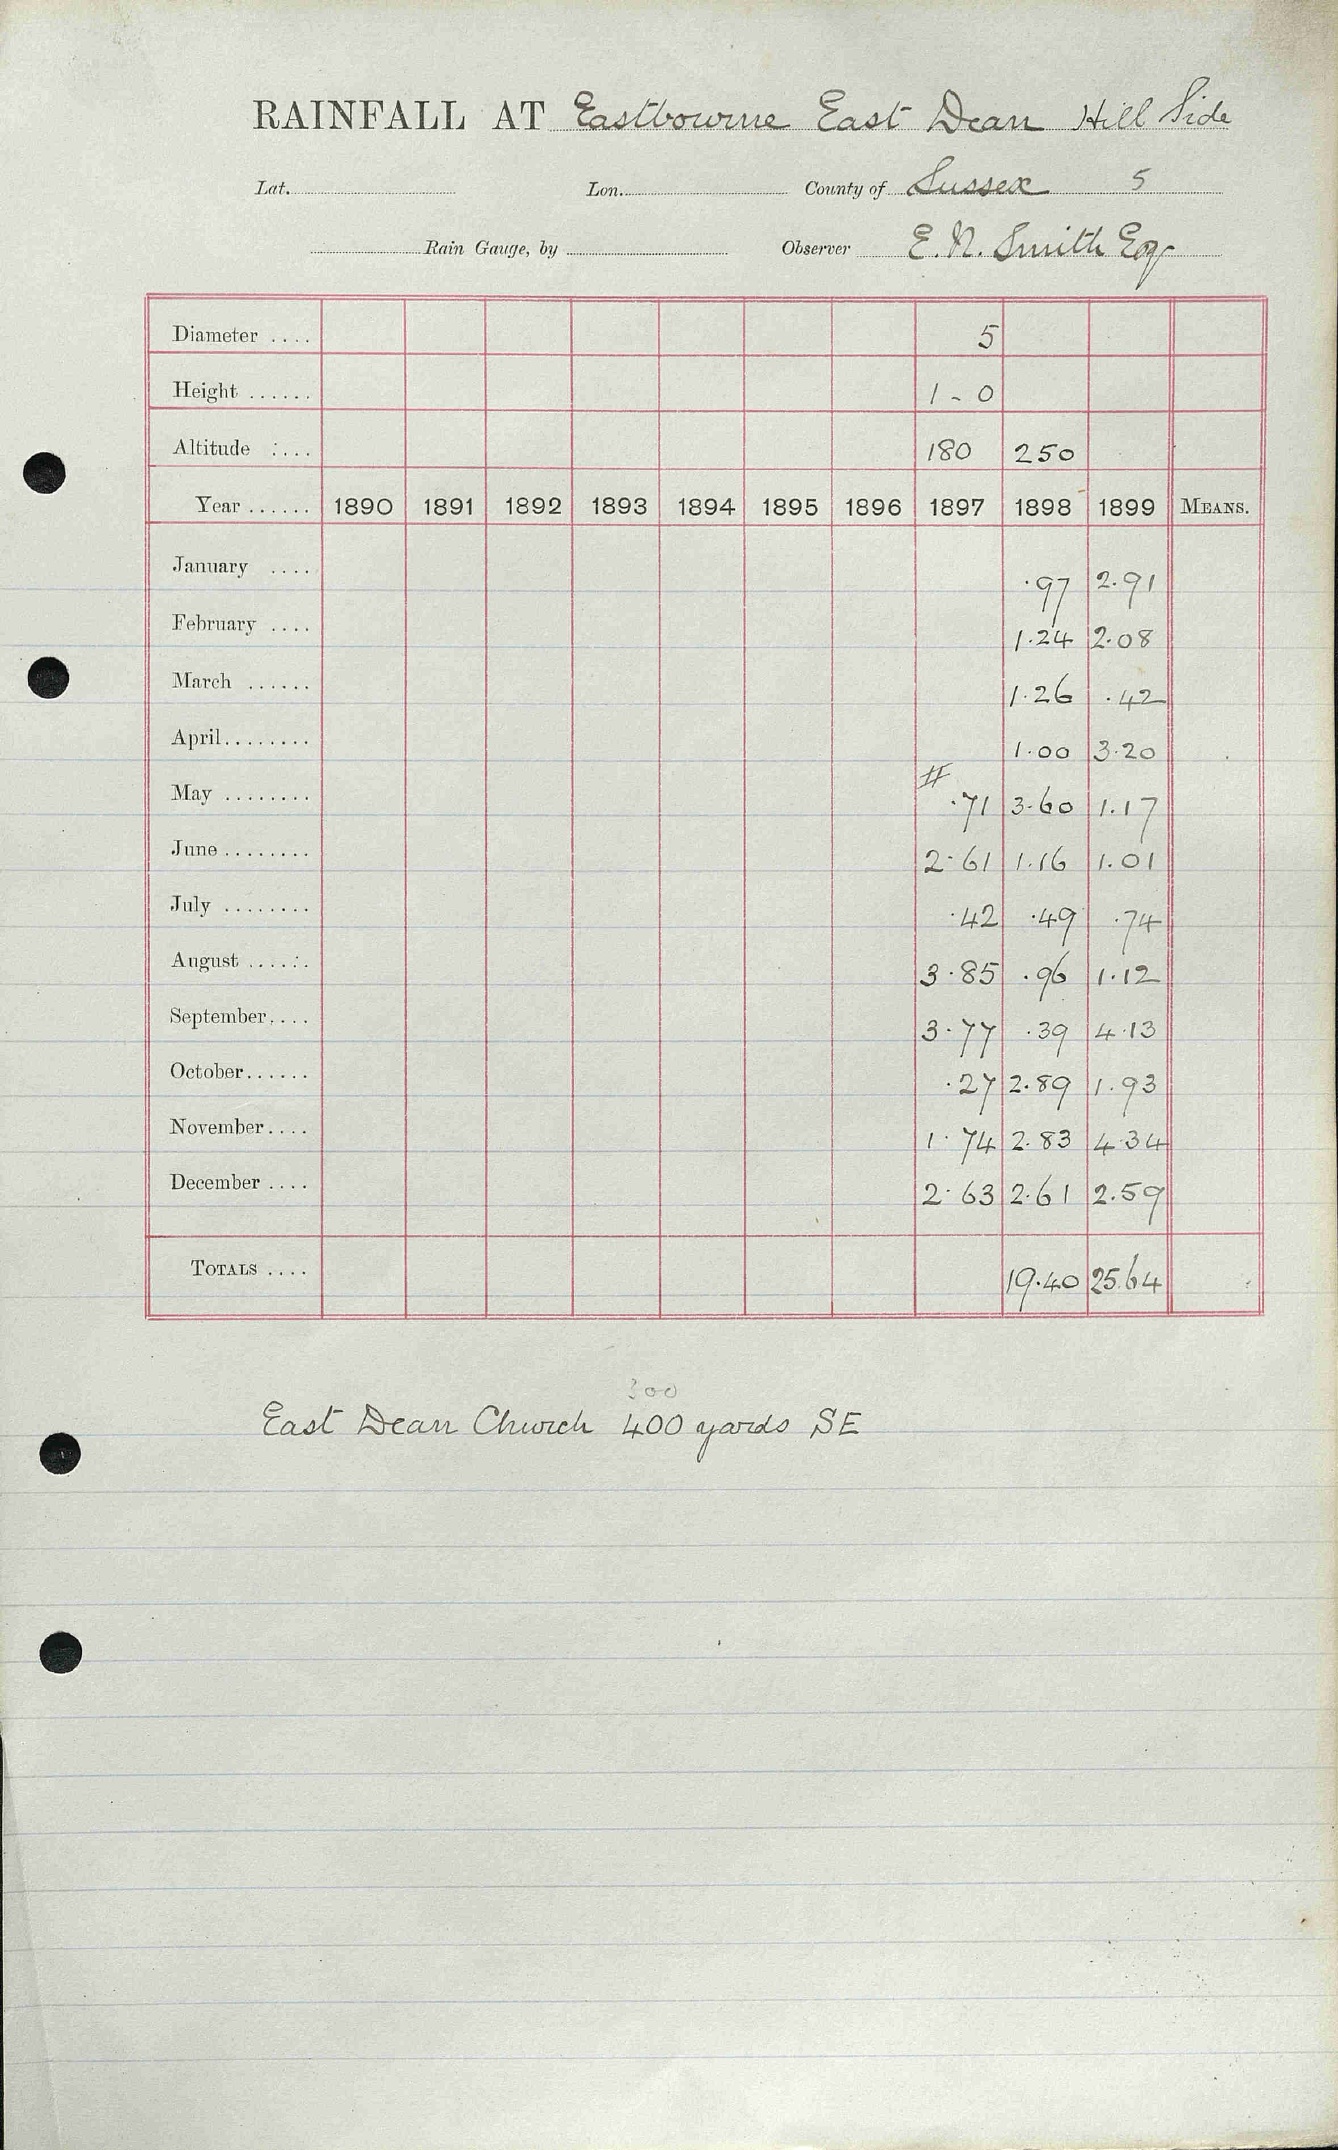 RAINFALL AT Eastbourne East Dean Hill Side
Lat. Lon. County of Sussex 5
Rain Gauge, by Observer E. N. Smith Esq
Diameter .... 5
Height ...... 1 - 0
Altitude .... 180 250
Year ...... 1890 1891 1892 1893 1894 1895 1896 1897 1898 1899 MEANS.
January .... .97 2.91
February .... 1.24 2.08
March ...... 1.26 .42
April........ 1.00 3.20
#
May ........ .71 3.60 1.17
June ........ 2.61 1.16 1.01
July ........ .42 .49 .74
August ...... 3.85 .96 1.12
September.... 3.77 .39 4.13
October...... .27 2.89 1.93
November.... 1.74 2.83 4.34
December .... 2.63 2.61 2.59
TOTALS .... 19.40 25.64
300
East Dean Church 400 yards SE